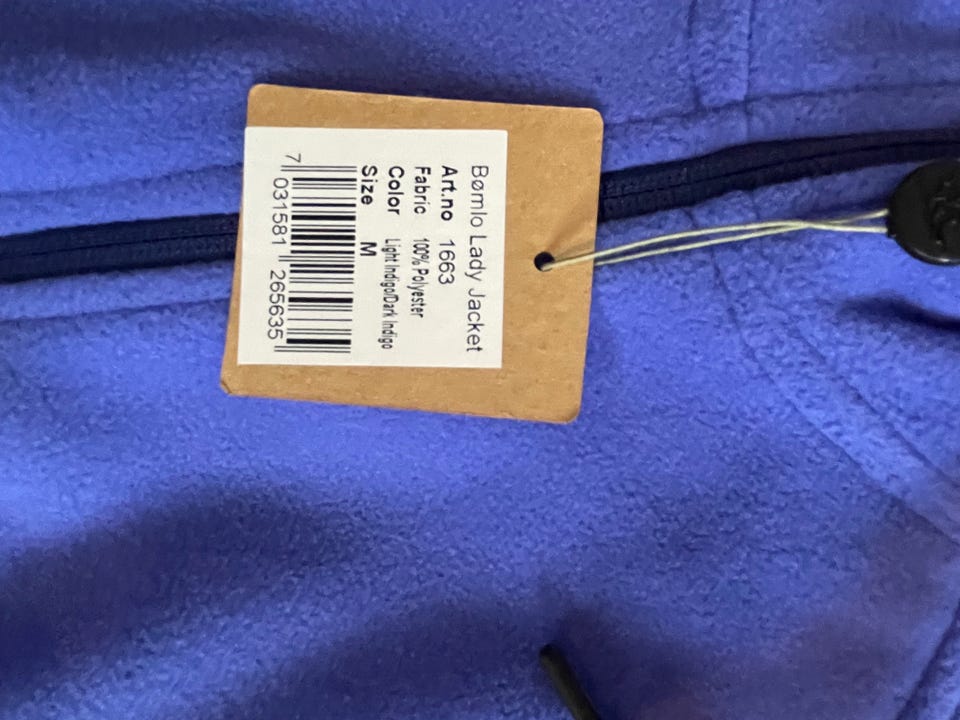 Bømlo Lady Jacket
Art.no 1663
Fabric 100% Polyester
Color Light Indigo/Dark Indigo
Size M
7 031581 265635